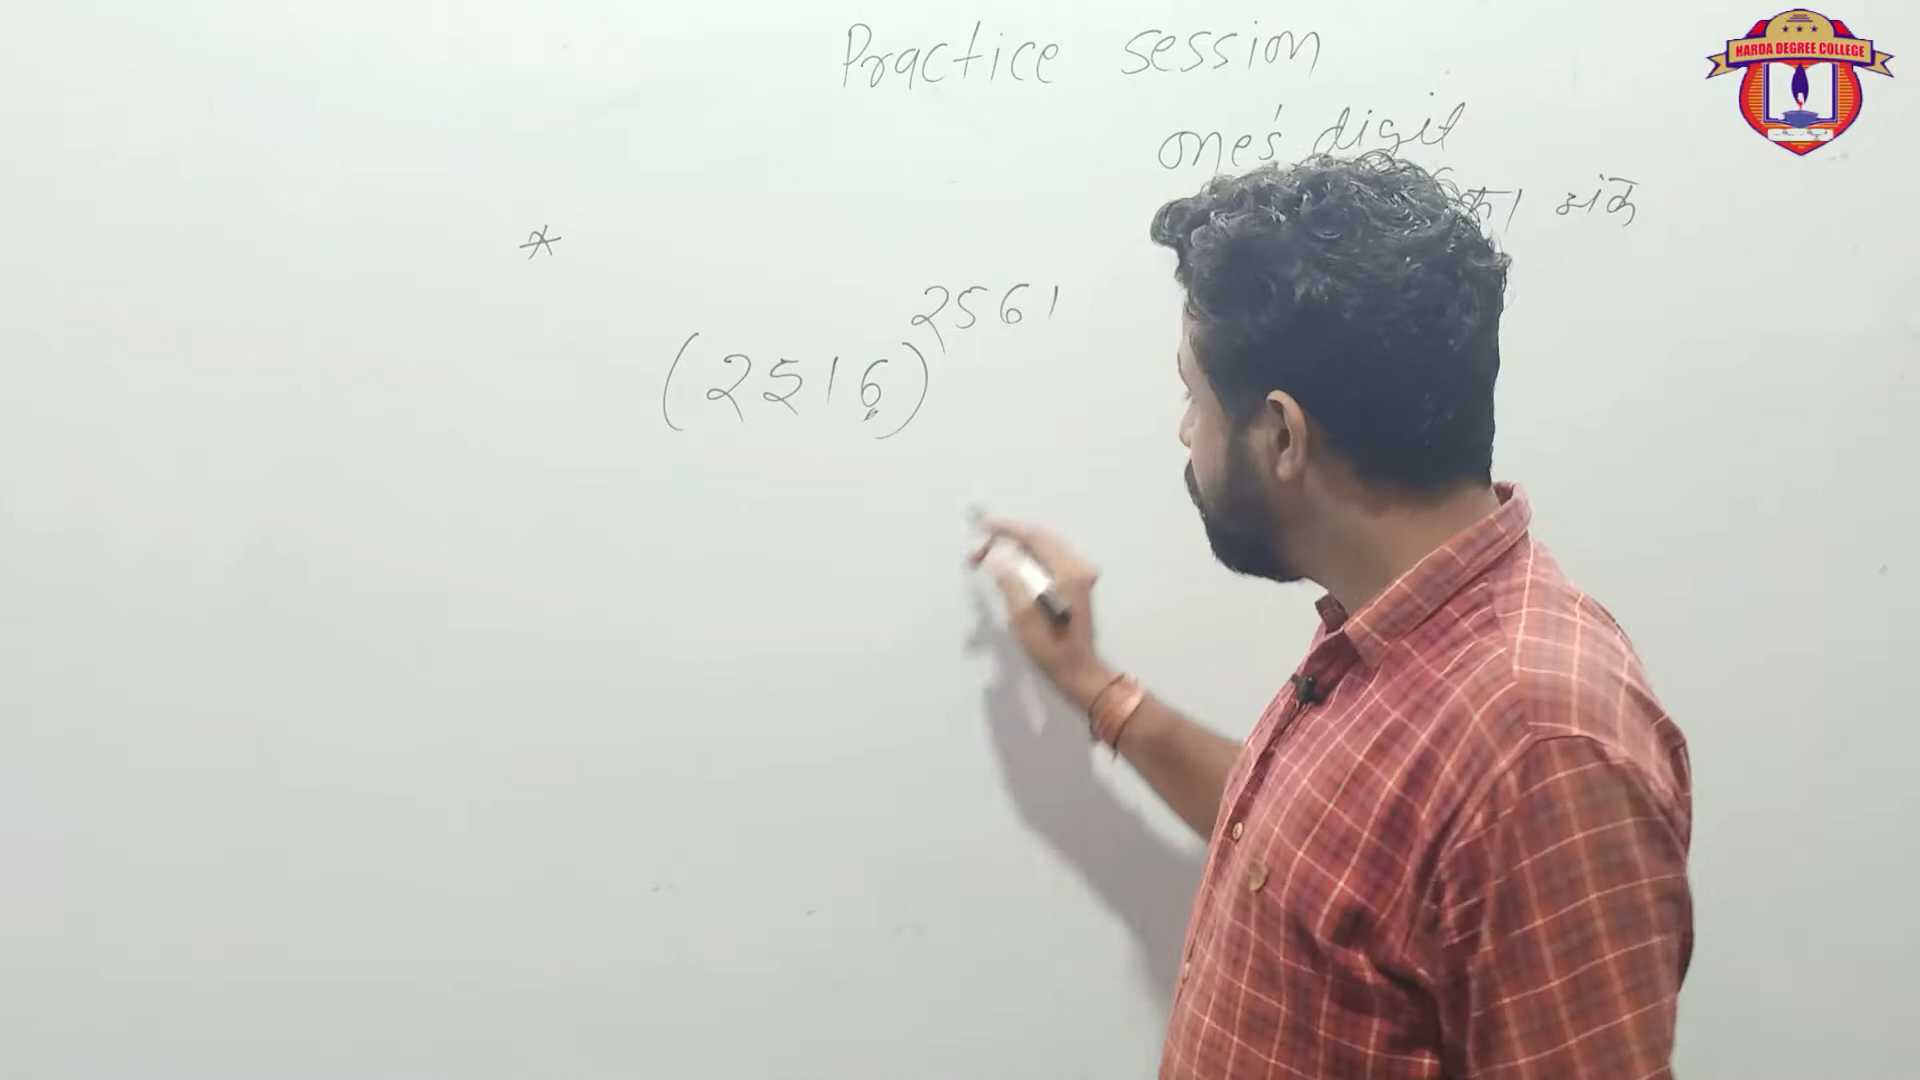 Practice session
HARDA DEGREE COLLEGE
one's digit
का अंक
*
(2516)^2561